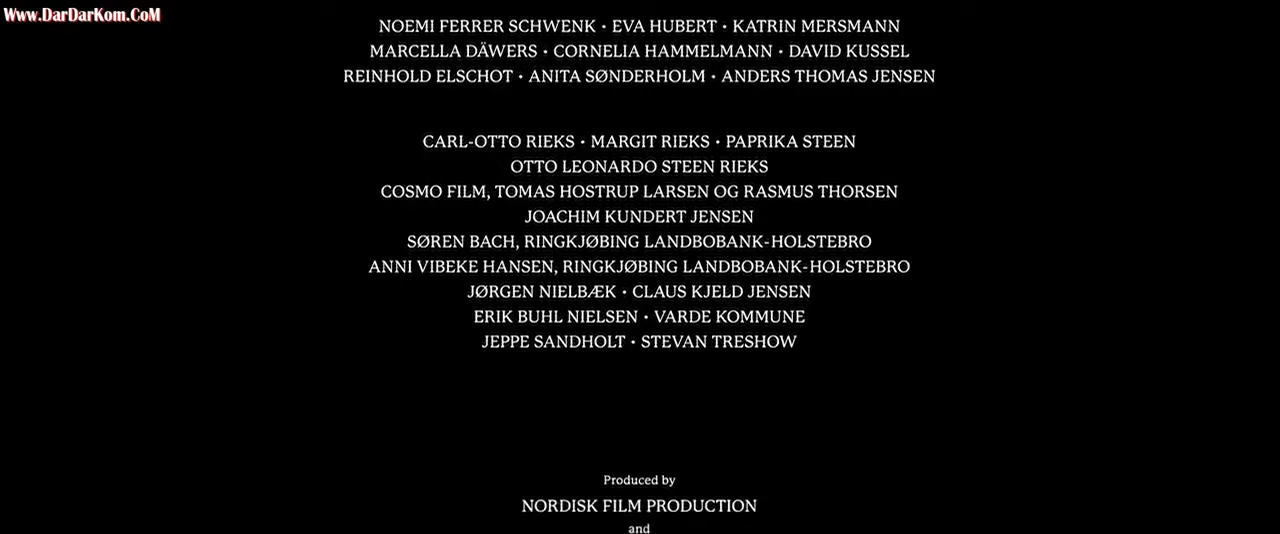 Www.DarDarKom.CoM
NOEMI FERRER SCHWENK • EVA HUBERT • KATRIN MERSMANN
MARCELLA DÄWERS • CORNELIA HAMMELMANN • DAVID KUSSEL
REINHOLD ELSCHOT • ANITA SØNDERHOLM • ANDERS THOMAS JENSEN
CARL-OTTO RIEKS • MARGIT RIEKS • PAPRIKA STEEN
OTTO LEONARDO STEEN RIEKS
COSMO FILM, TOMAS HOSTRUP LARSEN OG RASMUS THORSEN
JOACHIM KUNDERT JENSEN
SØREN BACH, RINGKJØBING LANDBOBANK-HOLSTEBRO
ANNI VIBEKE HANSEN, RINGKJØBING LANDBOBANK-HOLSTEBRO
JØRGEN NIELBÆK • CLAUS KJELD JENSEN
ERIK BUHL NIELSEN • VARDE KOMMUNE
JEPPE SANDHOLT • STEVAN TRESHOW
Produced by
NORDISK FILM PRODUCTION
and